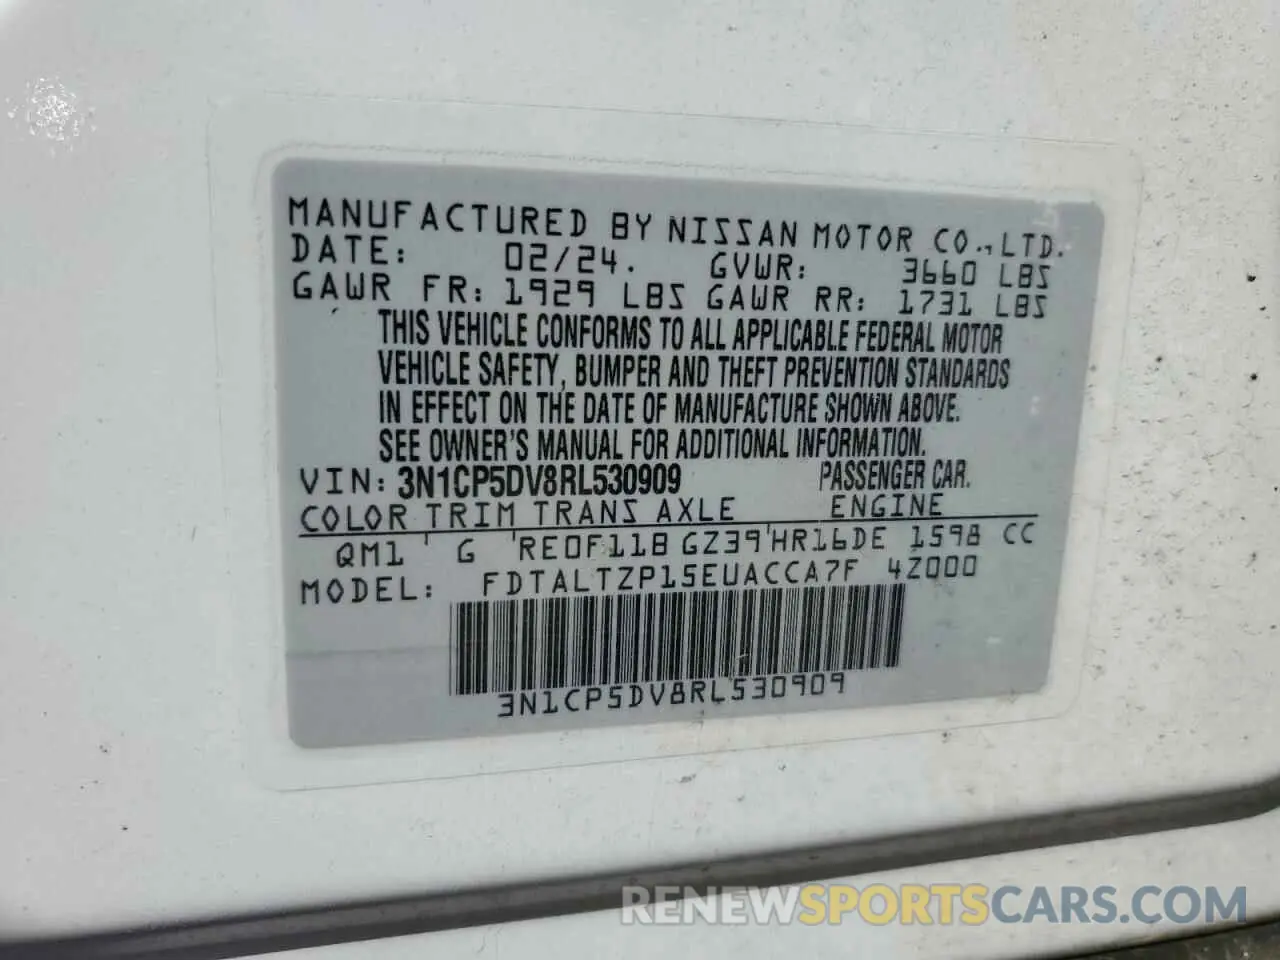 MANUFACTURED BY NISSAN MOTOR CO., LTD.
DATE: 02/24. GVWR: 3660 LBS
GAWR FR: 1929 LBS GAWR RR: 1731 LBS
THIS VEHICLE CONFORMS TO ALL APPLICABLE FEDERAL MOTOR
VEHICLE SAFETY, BUMPER AND THEFT PREVENTION STANDARDS
IN EFFECT ON THE DATE OF MANUFACTURE SHOWN ABOVE.
SEE OWNER'S MANUAL FOR ADDITIONAL INFORMATION.
VIN: 3N1CP5DV8RL530909 PASSENGER CAR.
COLOR TRIM TRANS AXLE ENGINE
QM1 ' G ' RE0F11B GZ39 ' HR16DE 1598 CC
MODEL: FDTALTZP15EUACCA7F 4Z000
3N1CP5DV8RL530909
RENEWSPORTSCARS.COM